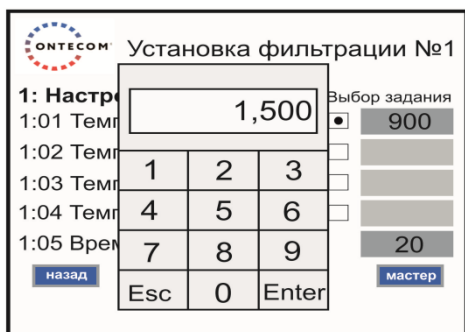 ONTECOM
Установка фильтрации №1
1: Настро
Выбор задания
1,500
1:01 Темп
900
1:02 Темп
1:03 Темп
1:04 Темп
1:05 Врем
20
1 2 3
4 5 6
7 8 9
Esc 0 Enter
назад
мастер